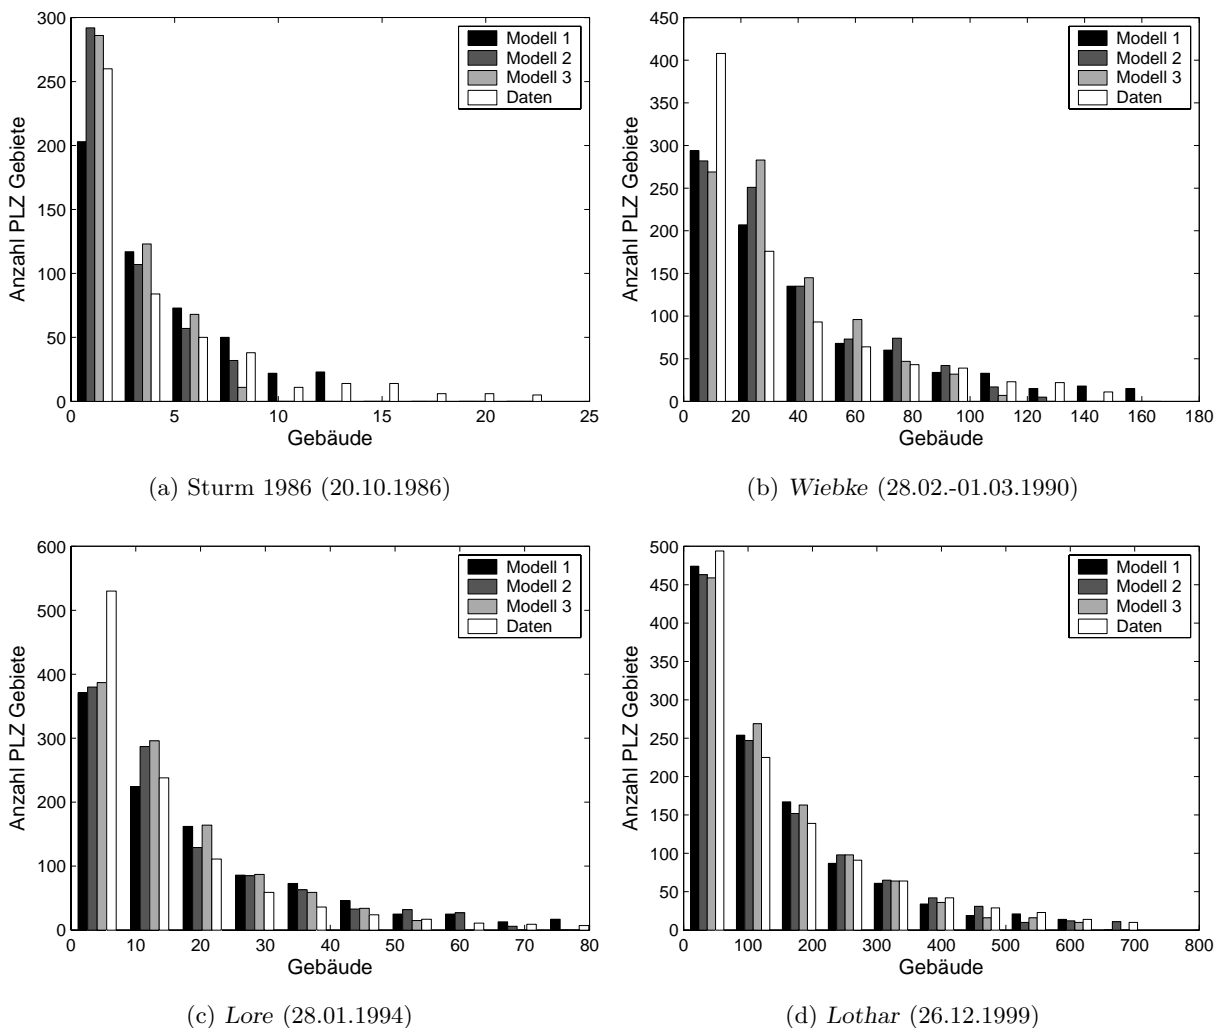 300
250
200
150
100
50
0
Anzahl PLZ Gebiete
Modell 1
Modell 2
Modell 3
Daten
0 5 10 15 20 25
Gebäude
(a) Sturm 1986 (20.10.1986)
450
400
350
300
250
200
150
100
50
0
Anzahl PLZ Gebiete
Modell 1
Modell 2
Modell 3
Daten
0 20 40 60 80 100 120 140 160 180
Gebäude
(b) Wiebke (28.02.-01.03.1990)
600
500
400
300
200
100
0
Anzahl PLZ Gebiete
Modell 1
Modell 2
Modell 3
Daten
0 10 20 30 40 50 60 70 80
Gebäude
(c) Lore (28.01.1994)
500
450
400
350
300
250
200
150
100
50
0
Anzahl PLZ Gebiete
Modell 1
Modell 2
Modell 3
Daten
0 100 200 300 400 500 600 700 800
Gebäude
(d) Lothar (26.12.1999)